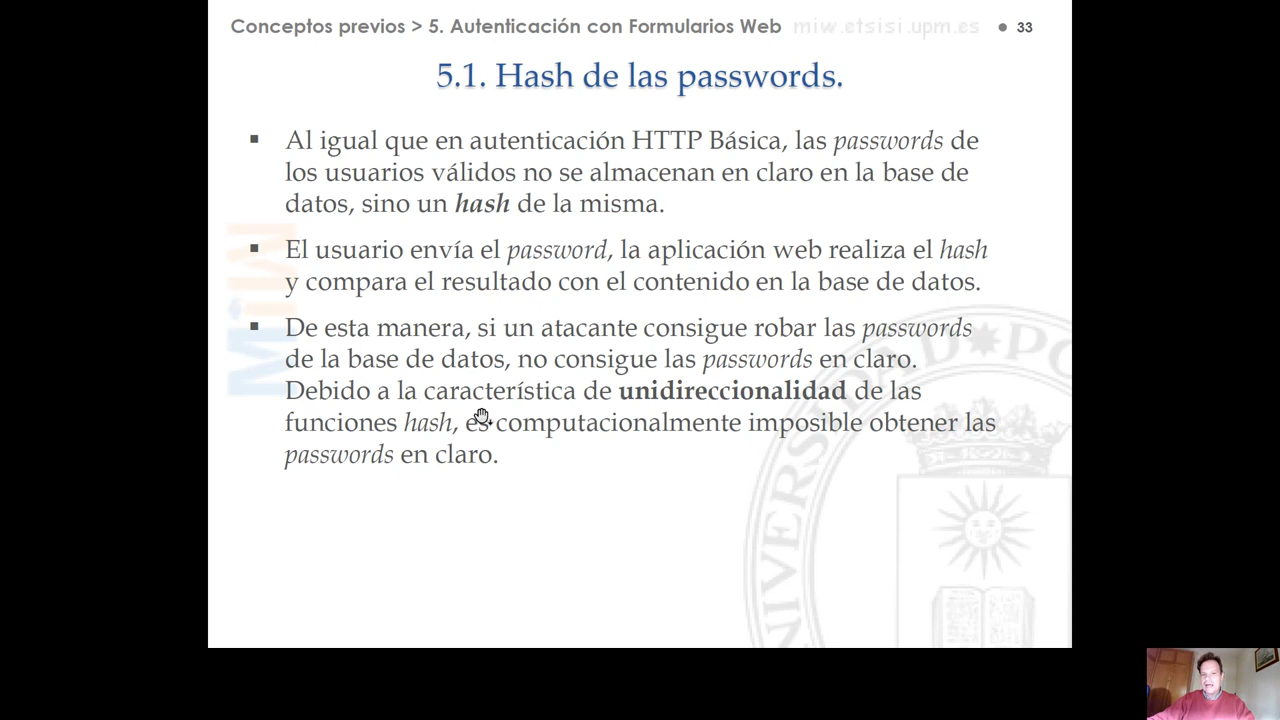 Conceptos previos > 5. Autenticación con Formularios Web miw.etsisi.upm.es ● 33
5.1. Hash de las passwords.
▪ Al igual que en autenticación HTTP Básica, las passwords de
los usuarios válidos no se almacenan en claro en la base de
datos, sino un hash de la misma.
▪ El usuario envía el password, la aplicación web realiza el hash
y compara el resultado con el contenido en la base de datos.
▪ De esta manera, si un atacante consigue robar las passwords
de la base de datos, no consigue las passwords en claro.
Debido a la característica de unidireccionalidad de las
funciones hash, es computacionalmente imposible obtener las
passwords en claro.
MiW
UNIVERSIDAD PO